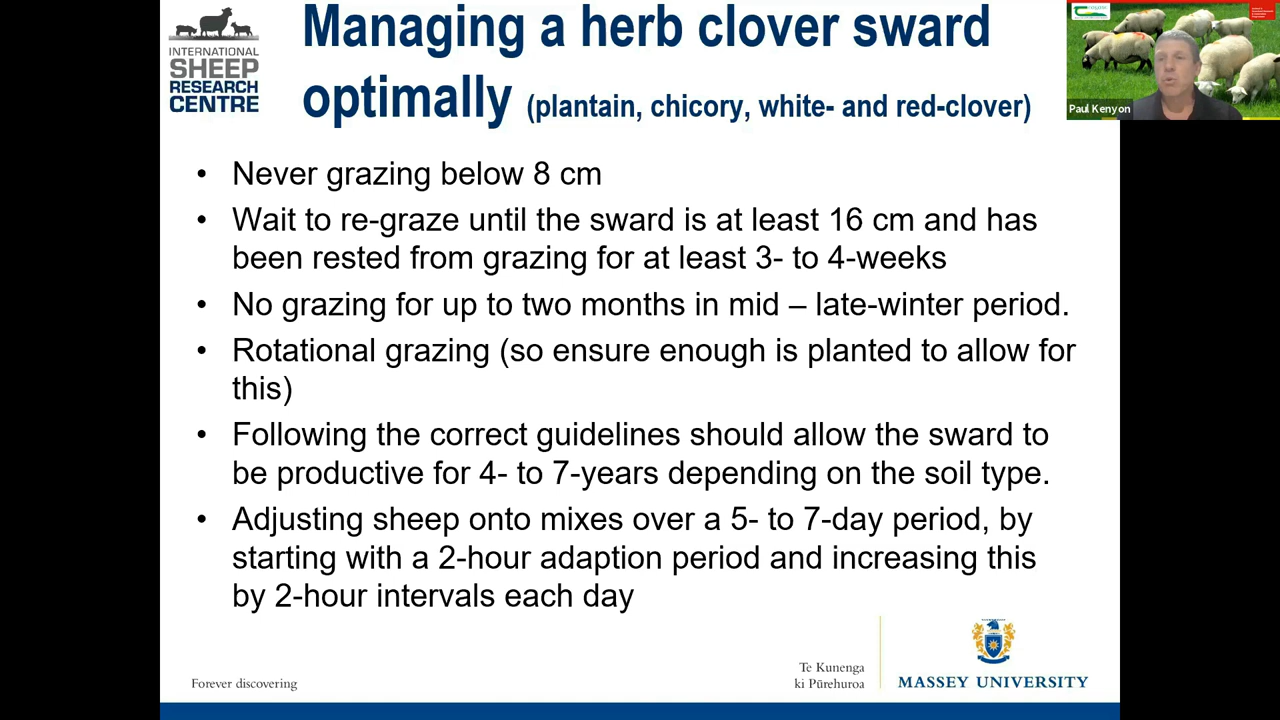 INTERNATIONAL
SHEEP
RESEARCH
CENTRE
Managing a herb clover sward
optimally (plantain, chicory, white- and red-clover)
Paul Kenyon
• Never grazing below 8 cm
• Wait to re-graze until the sward is at least 16 cm and has
been rested from grazing for at least 3- to 4-weeks
• No grazing for up to two months in mid – late-winter period.
• Rotational grazing (so ensure enough is planted to allow for
this)
• Following the correct guidelines should allow the sward to
be productive for 4- to 7-years depending on the soil type.
• Adjusting sheep onto mixes over a 5- to 7-day period, by
starting with a 2-hour adaption period and increasing this
by 2-hour intervals each day
Forever discovering
Te Kunenga
ki Pūrehuroa
MASSEY UNIVERSITY